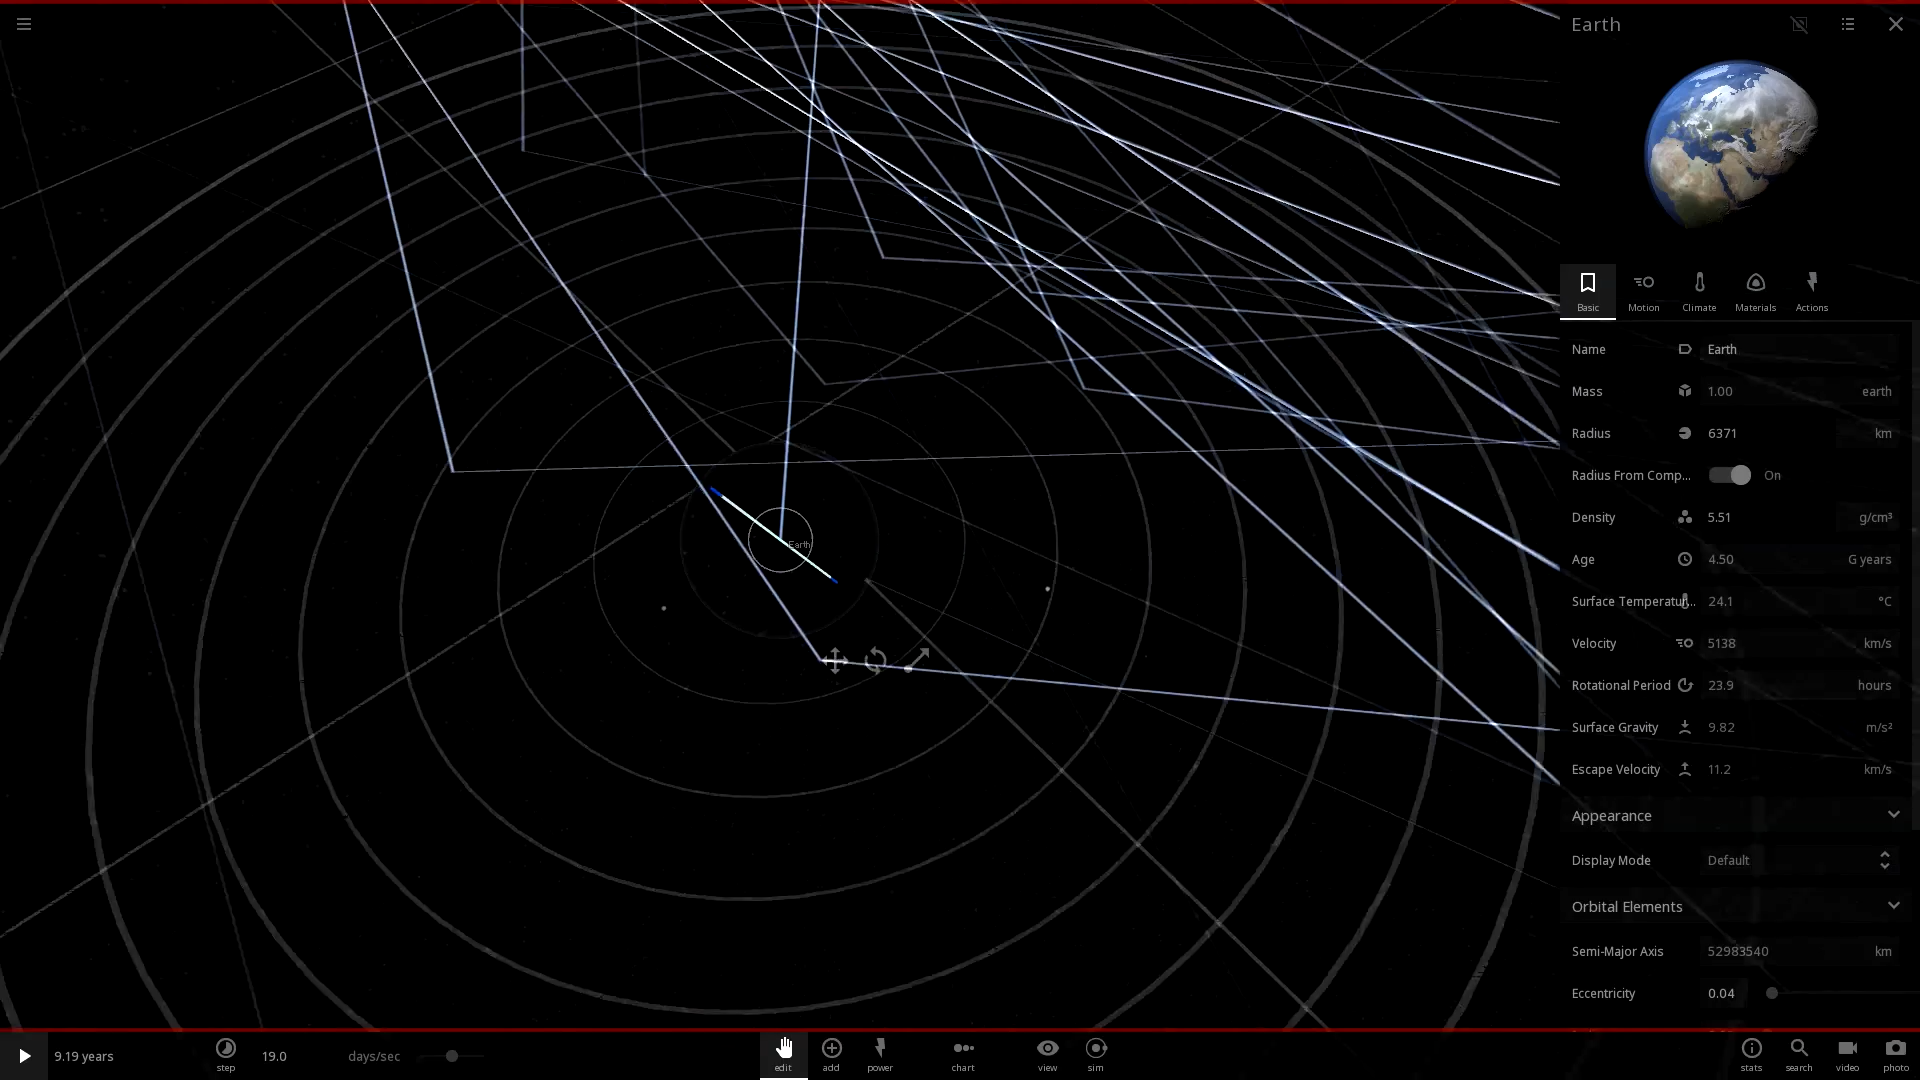 Earth
Basic
Motion
Climate
Materials
Actions
Name Earth
Mass 1.00 earth
Radius 6371 km
Radius From Comp... On
Density 5.51 g/cm³
Age 4.50 G years
Surface Temperatur... 24.1 °C
Velocity 5138 km/s
Rotational Period 23.9 hours
Surface Gravity 9.82 m/s²
Escape Velocity 11.2 km/s
Appearance
Display Mode Default
Orbital Elements
Semi-Major Axis 52983540 km
Eccentricity 0.04
Earth
9.19 years
step
19.0 days/sec
edit
add
power
chart
view
sim
stats
search
video
photo